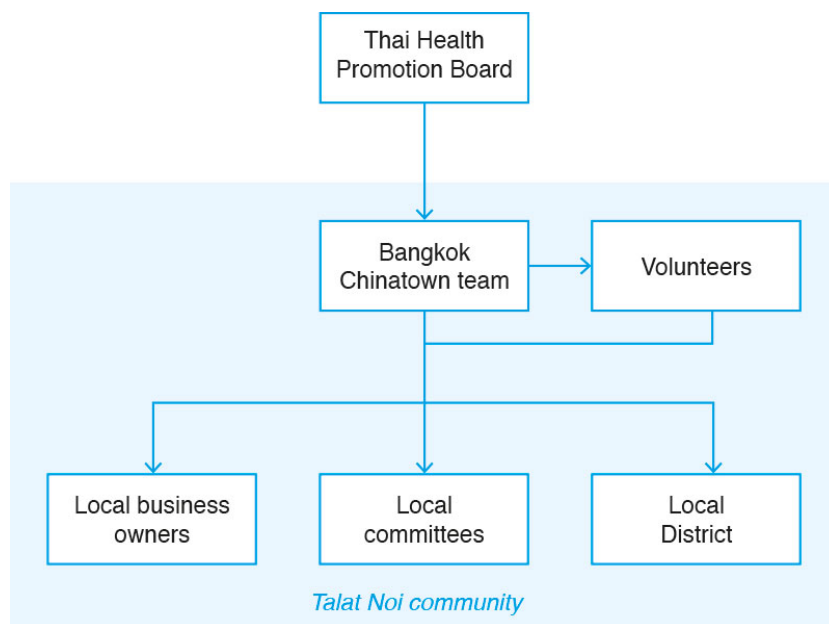 Thai Health
Promotion Board
Bangkok
Chinatown team
Volunteers
Local business
owners
Local
committees
Local
District
Talat Noi community